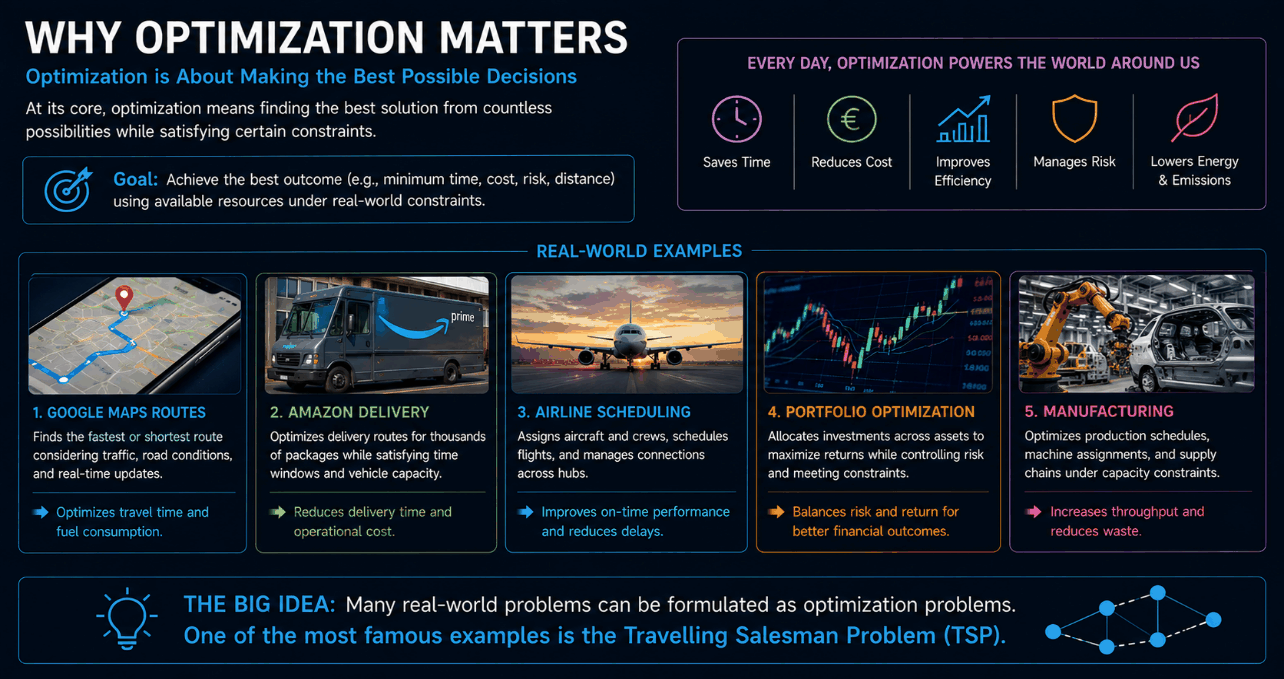 WHY OPTIMIZATION MATTERS
Optimization is About Making the Best Possible Decisions
At its core, optimization means finding the best solution from countless
possibilities while satisfying certain constraints.
Goal: Achieve the best outcome (e.g., minimum time, cost, risk, distance)
using available resources under real-world constraints.
EVERY DAY, OPTIMIZATION POWERS THE WORLD AROUND US
Saves Time
€
Reduces Cost
Improves
Efficiency
Manages Risk
Lowers Energy
& Emissions
REAL-WORLD EXAMPLES
1. GOOGLE MAPS ROUTES
Finds the fastest or shortest route
considering traffic, road conditions,
and real-time updates.
Optimizes travel time and
fuel consumption.
prime
2. AMAZON DELIVERY
Optimizes delivery routes for thousands
of packages while satisfying time
windows and vehicle capacity.
Reduces delivery time and
operational cost.
3. AIRLINE SCHEDULING
Assigns aircraft and crews, schedules
flights, and manages connections
across hubs.
Improves on-time performance
and reduces delays.
4. PORTFOLIO OPTIMIZATION
Allocates investments across assets to
maximize returns while controlling risk
and meeting constraints.
Balances risk and return for
better financial outcomes.
5. MANUFACTURING
Optimizes production schedules,
machine assignments, and supply
chains under capacity constraints.
Increases throughput and
reduces waste.
THE BIG IDEA: Many real-world problems can be formulated as optimization problems.
One of the most famous examples is the Travelling Salesman Problem (TSP).